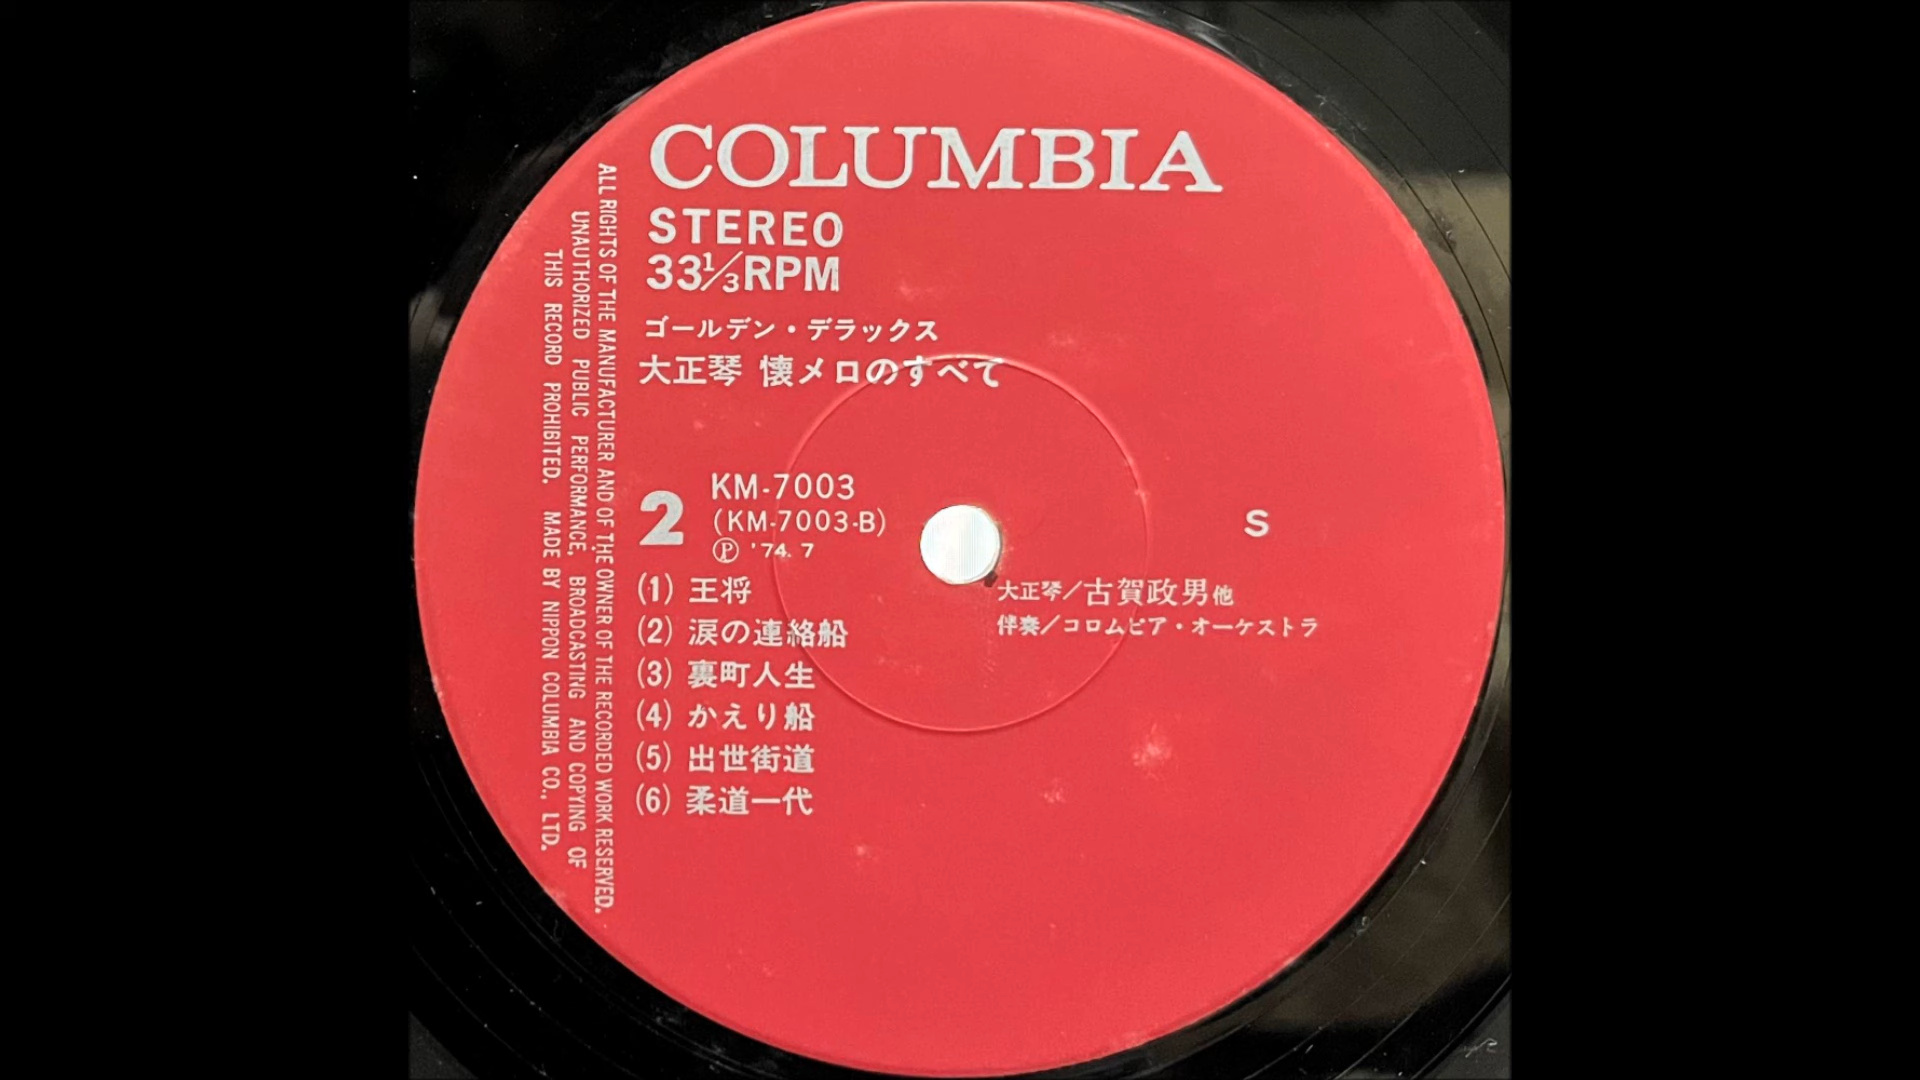 COLUMBIA
STEREO
33⅓RPM
ゴールデン・デラックス
大正琴 懐メロのすべて
2
KM-7003
(KM-7003-B)
Ⓟ '74. 7
S
(1) 王将
(2) 涙の連絡船
(3) 裏町人生
(4) かえり船
(5) 出世街道
(6) 柔道一代
大正琴/古賀政男他
伴奏/コロムビア・オーケストラ
ALL RIGHTS OF THE MANUFACTURER AND OF THE OWNER OF THE RECORDED WORK RESERVED.
UNAUTHORIZED PUBLIC PERFORMANCE, BROADCASTING AND COPYING OF
THIS RECORD PROHIBITED. MADE BY NIPPON COLUMBIA CO., LTD.